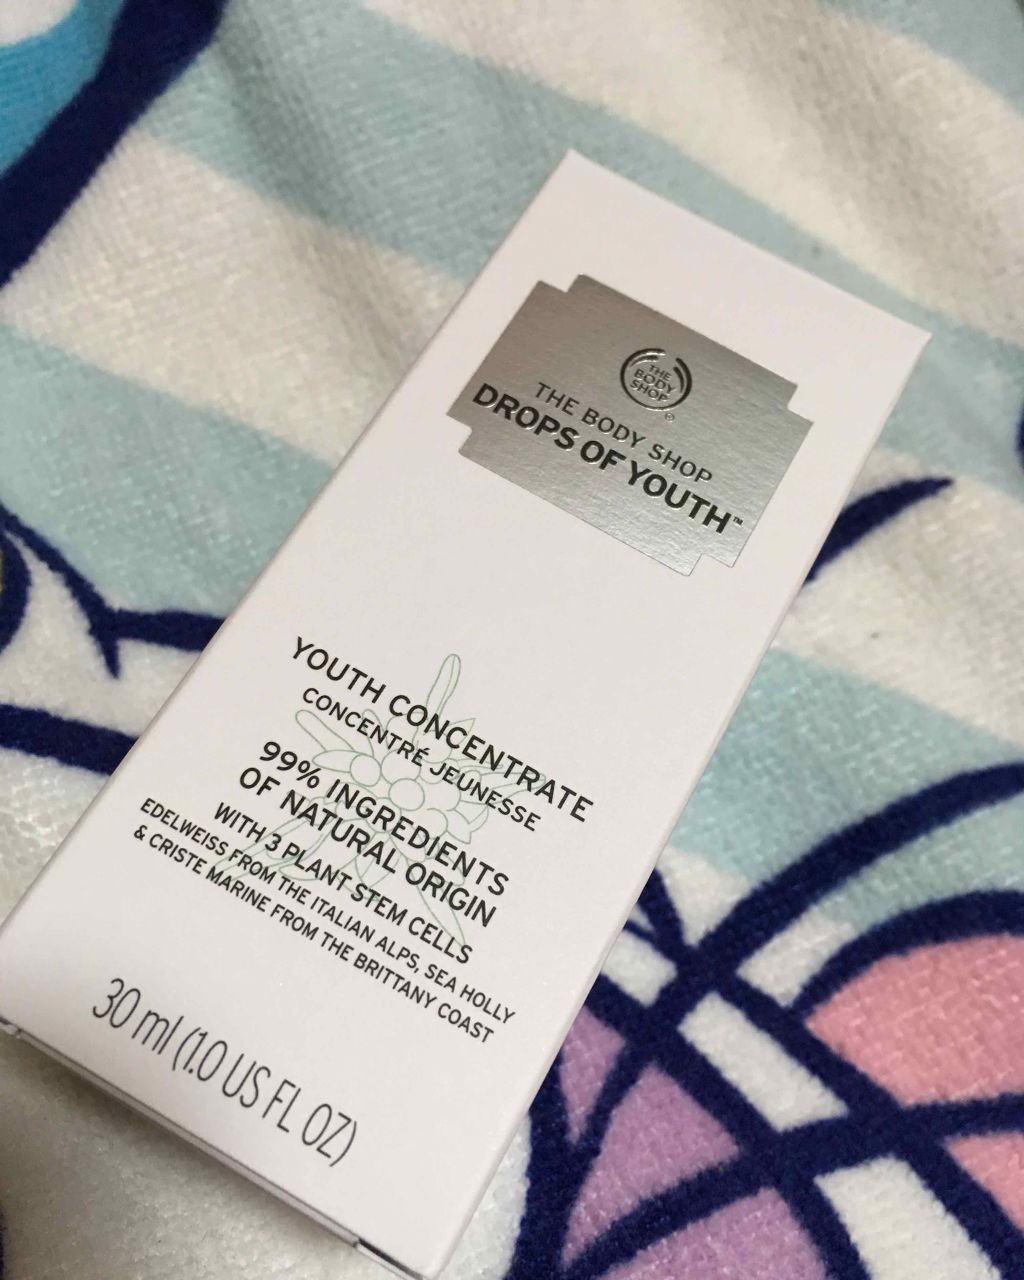 THE
BODY
SHOP
®
THE BODY SHOP
DROPS OF YOUTH™
YOUTH CONCENTRATE
CONCENTRÉ JEUNESSE
99% INGREDIENTS
OF NATURAL ORIGIN
WITH 3 PLANT STEM CELLS
EDELWEISS FROM THE ITALIAN ALPS, SEA HOLLY
& CRISTE MARINE FROM THE BRITTANY COAST
30 ml (1.0 US FL OZ)